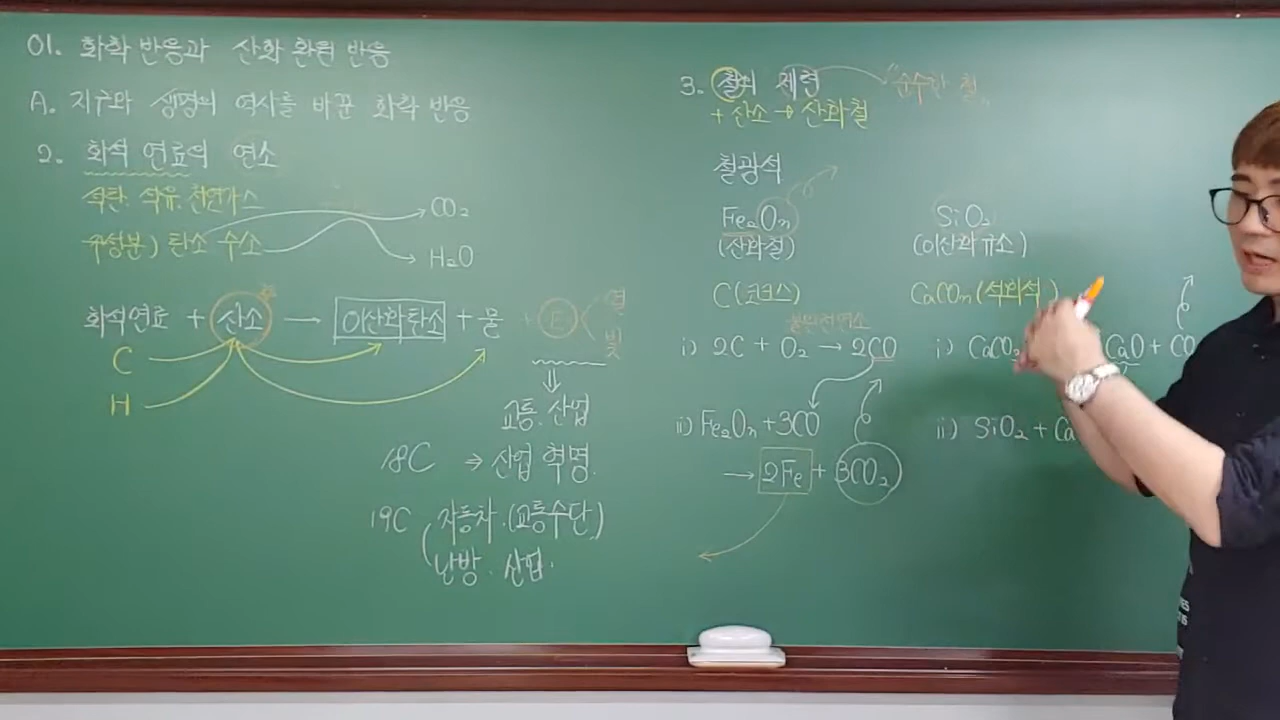 01. 화학 반응과 산화 환원 반응
A. 지구와 생명의 역사를 바꾼 화학 반응
2. 화석 연료의 연소
석탄. 석유. 천연가스
구성분) 탄소 수소
CO₂
H₂O
화석연료 + 산소 → 이산화탄소 + 물 + E
열
빛
C
H
⇓
교통. 산업
18C ⇒ 산업 혁명.
19C 자동차.(교통수단)
난방. 산업.
3. 철의 제련 "순수한 철"
+ 산소 → 산화철
철광석
Fe₂O₃
(산화철)
C (코크스)
불완전연소
i) 2C + O₂ → 2CO
ii) Fe₂O₃ + 3CO
→ 2Fe + 3CO₂
SiO₂
(이산화규소)
CaCO₃ (석회석)
i) CaCO₃ CaO + CO
ii) SiO₂ + Ca